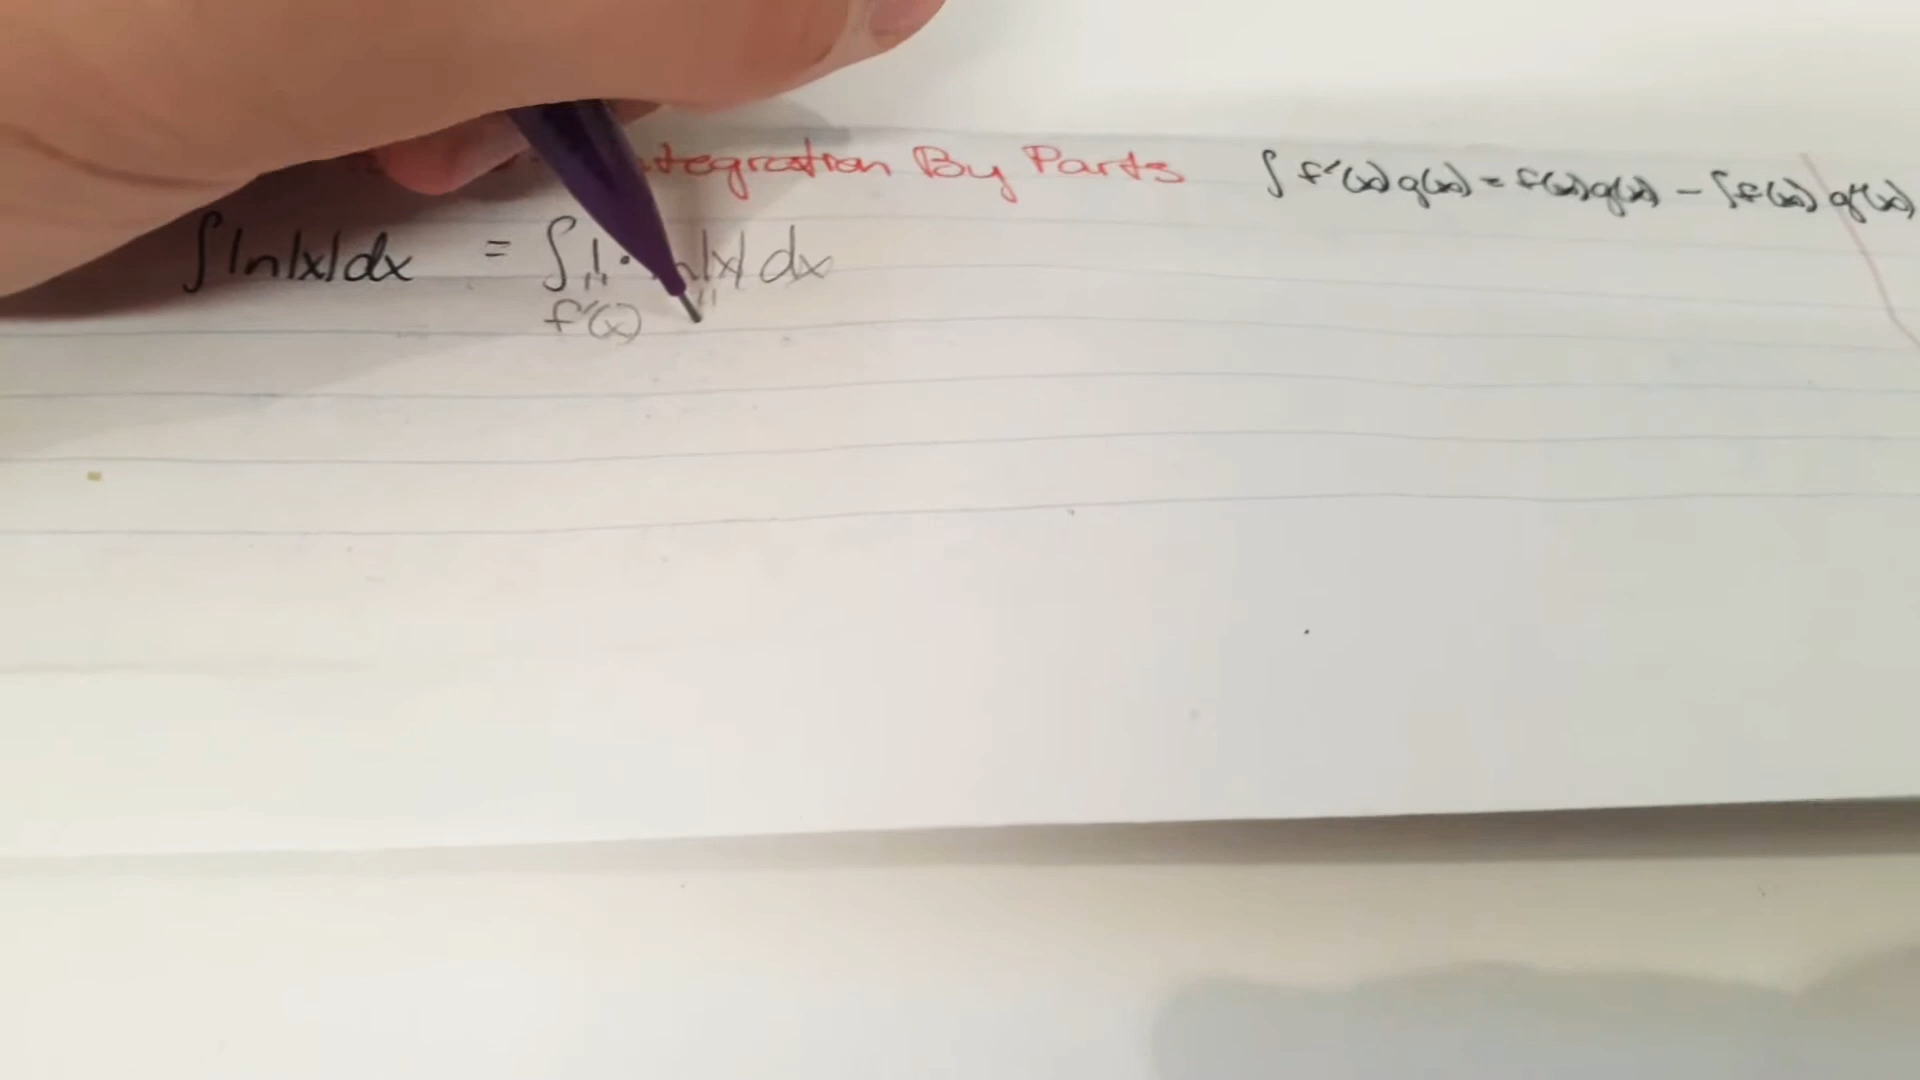 Integration By Parts ∫ f'(x) g(x) = f(x)g(x) - ∫ f(x) g'(x)
∫ ln|x| dx = ∫ 1 · ln|x| dx
" "
f'(x)